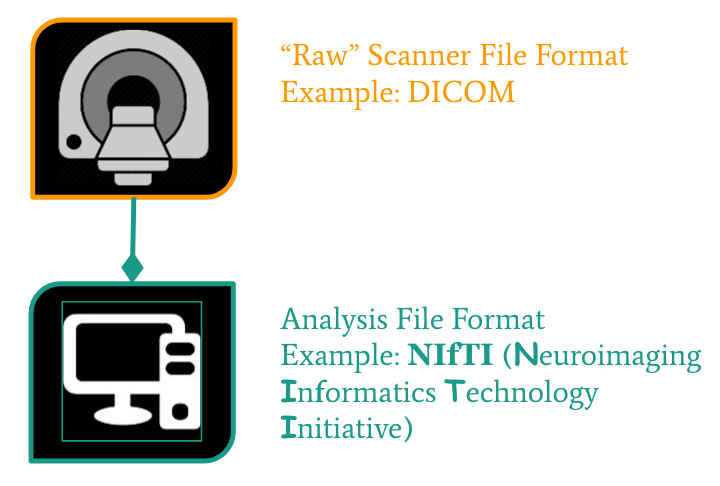 “Raw” Scanner File Format
Example: DICOM
Analysis File Format
Example: NIfTI (Neuroimaging
Informatics Technology
Initiative)